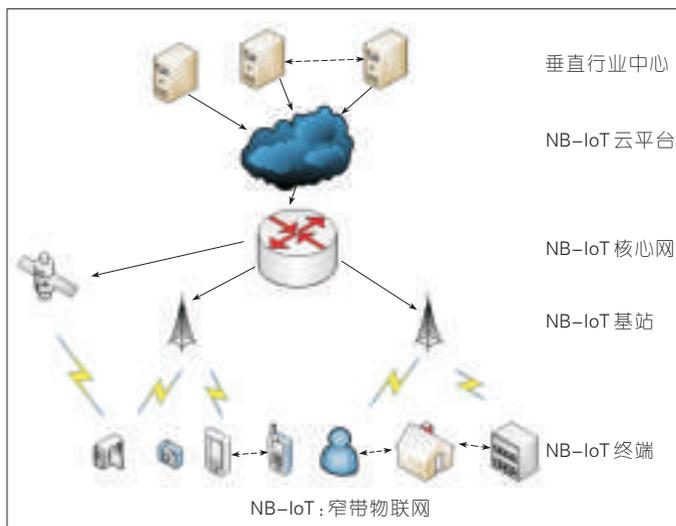 垂直行业中心
NB-IoT 云平台
NB-IoT 核心网
NB-IoT 基站
NB-IoT 终端
NB-IoT：窄带物联网